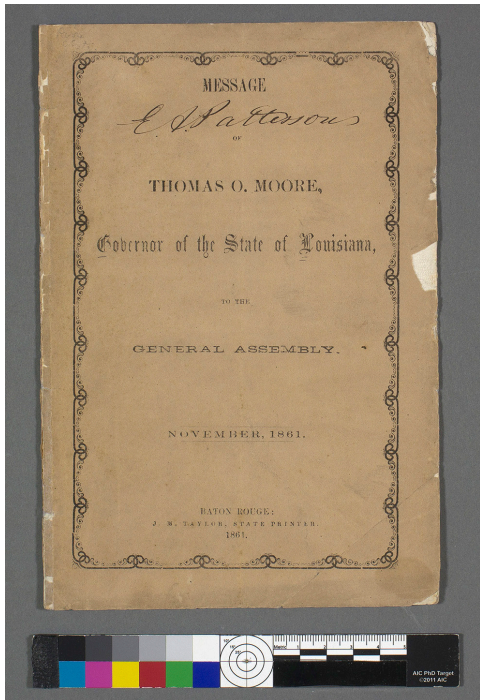 MESSAGE
E A Patterson
OF
THOMAS O. MOORE,
Governor of the State of Louisiana,
TO THE
GENERAL ASSEMBLY.
NOVEMBER, 1861.
BATON ROUGE:
J. M. TAYLOR, STATE PRINTER.
1861.
AIC PhD Target
©2011 AIC